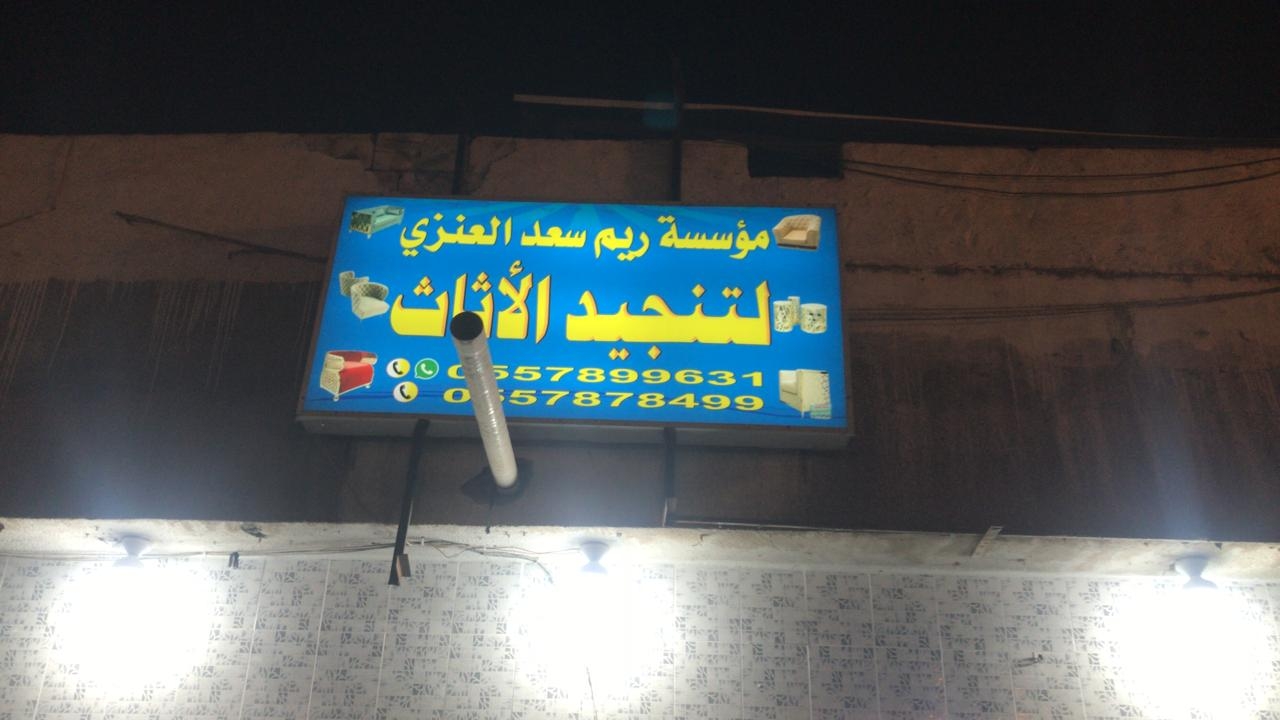 مؤسسة ريم سعد العنزي
لتنجيد الأثاث
0557899631
0557878499